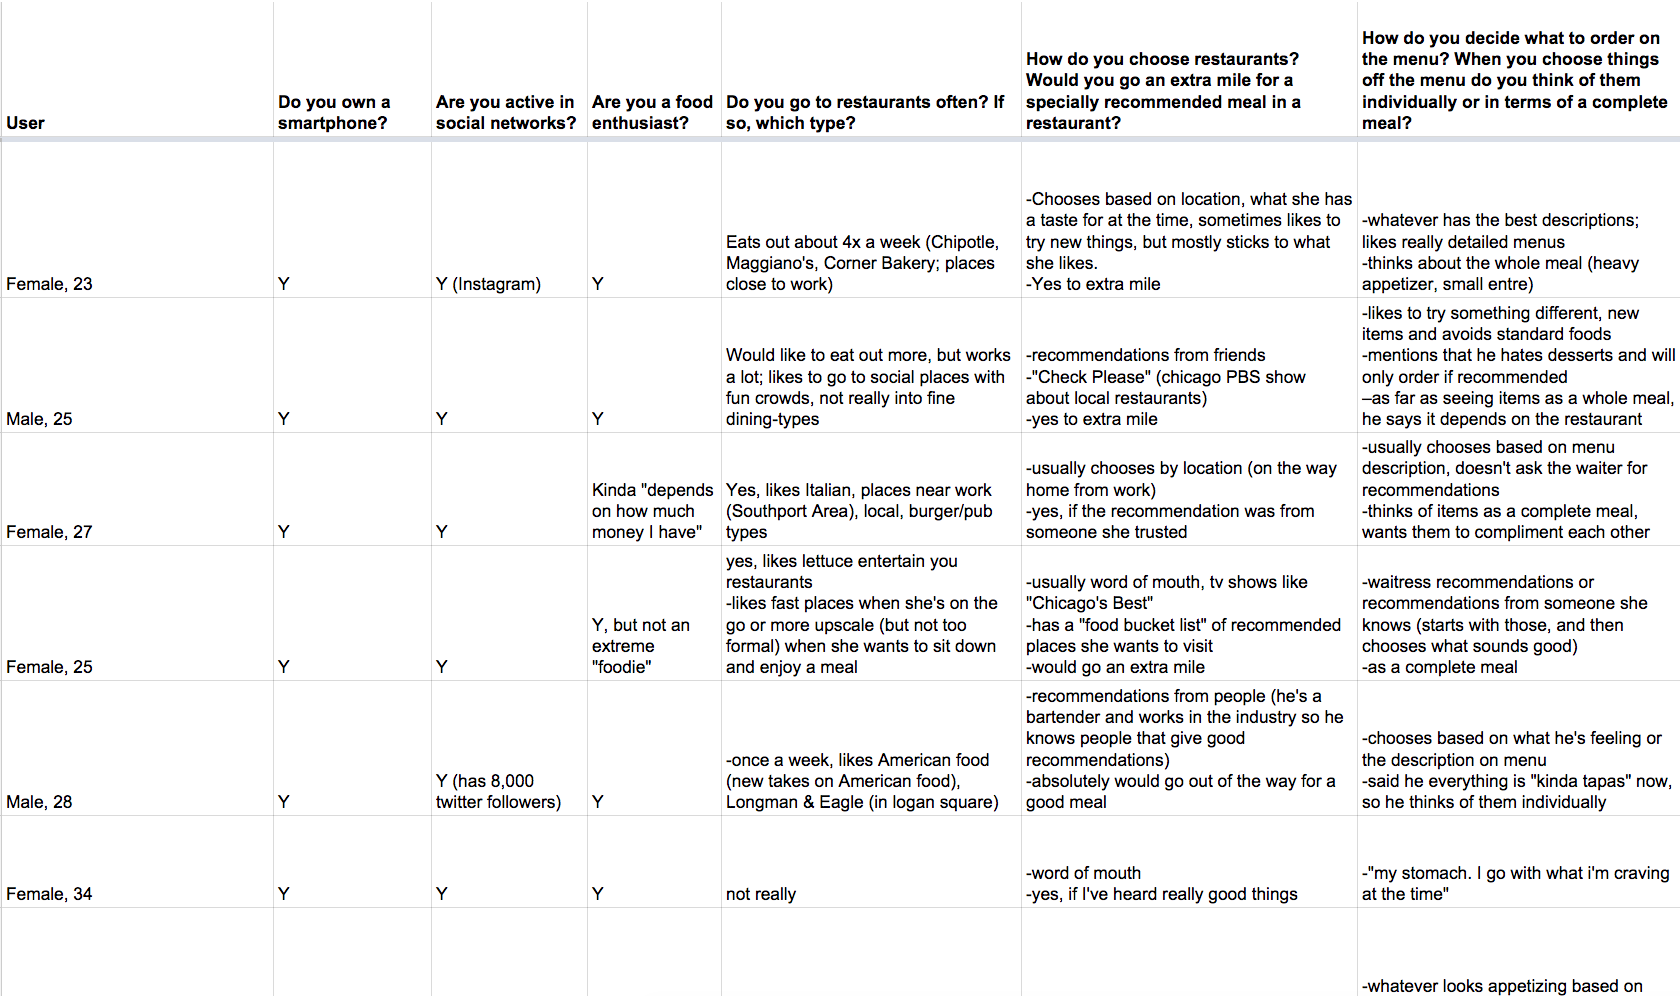 User
Do you own a
smartphone?
Are you active in
social networks?
Are you a food
enthusiast?
Do you go to restaurants often? If
so, which type?
How do you choose restaurants?
Would you go an extra mile for a
specially recommended meal in a
restaurant?
How do you decide what to order on
the menu? When you choose things
off the menu do you think of them
individually or in terms of a complete
meal?
Female, 23
Y
Y (Instagram)
Y
Eats out about 4x a week (Chipotle,
Maggiano's, Corner Bakery; places
close to work)
-Chooses based on location, what she has
a taste for at the time, sometimes likes to
try new things, but mostly sticks to what
she likes.
-Yes to extra mile
-whatever has the best descriptions;
likes really detailed menus
-thinks about the whole meal (heavy
appetizer, small entre)
Male, 25
Y
Y
Y
Would like to eat out more, but works
a lot; likes to go to social places with
fun crowds, not really into fine
dining-types
-recommendations from friends
-"Check Please" (chicago PBS show
about local restaurants)
-yes to extra mile
-likes to try something different, new
items and avoids standard foods
-mentions that he hates desserts and will
only order if recommended
–as far as seeing items as a whole meal,
he says it depends on the restaurant
Female, 27
Y
Y
Kinda "depends
on how much
money I have"
Yes, likes Italian, places near work
(Southport Area), local, burger/pub
types
-usually chooses by location (on the way
home from work)
-yes, if the recommendation was from
someone she trusted
-usually chooses based on menu
description, doesn't ask the waiter for
recommendations
-thinks of items as a complete meal,
wants them to compliment each other
Female, 25
Y
Y
Y, but not an
extreme
"foodie"
yes, likes lettuce entertain you
restaurants
-likes fast places when she's on the
go or more upscale (but not too
formal) when she wants to sit down
and enjoy a meal
-usually word of mouth, tv shows like
"Chicago's Best"
-has a "food bucket list" of recommended
places she wants to visit
-would go an extra mile
-waitress recommendations or
recommendations from someone she
knows (starts with those, and then
chooses what sounds good)
-as a complete meal
Male, 28
Y
Y (has 8,000
twitter followers)
Y
-once a week, likes American food
(new takes on American food),
Longman & Eagle (in logan square)
-recommendations from people (he's a
bartender and works in the industry so he
knows people that give good
recommendations)
-absolutely would go out of the way for a
good meal
-chooses based on what he's feeling or
the description on menu
-said he everything is "kinda tapas" now,
so he thinks of them individually
Female, 34
Y
Y
Y
not really
-word of mouth
-yes, if I've heard really good things
-"my stomach. I go with what i'm craving
at the time"
-whatever looks appetizing based on